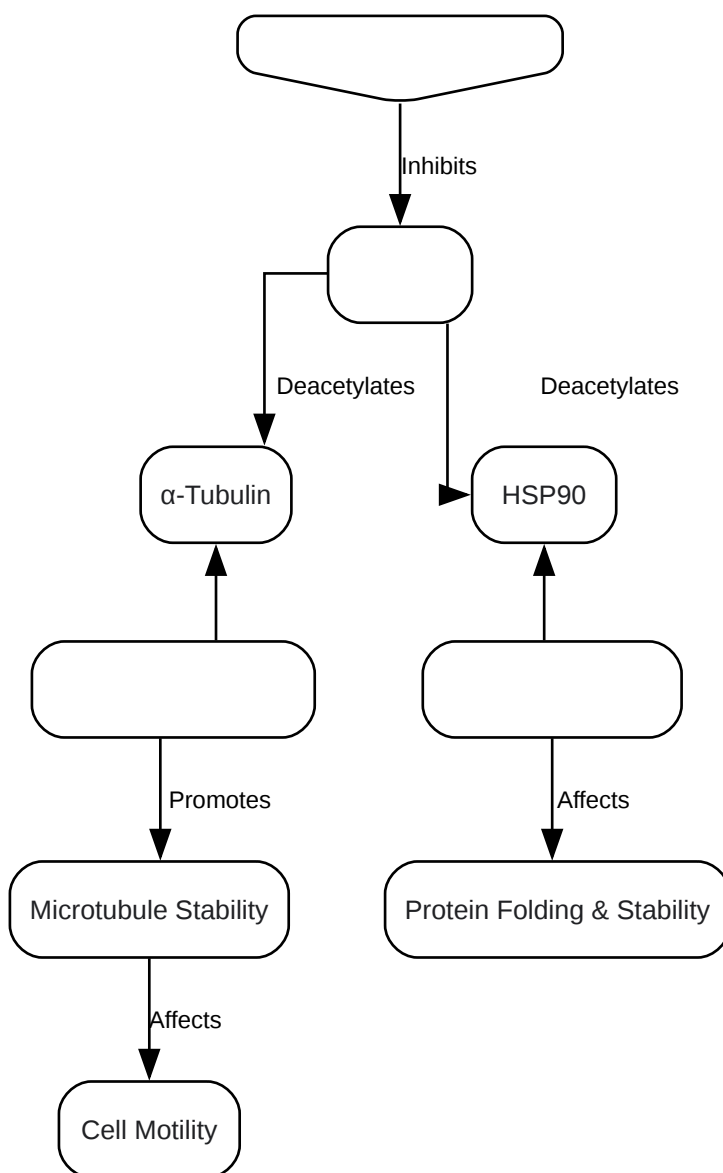 Inhibits
Deacetylates
Deacetylates
α-Tubulin
HSP90
Promotes
Affects
Microtubule Stability
Protein Folding & Stability
Affects
Cell Motility